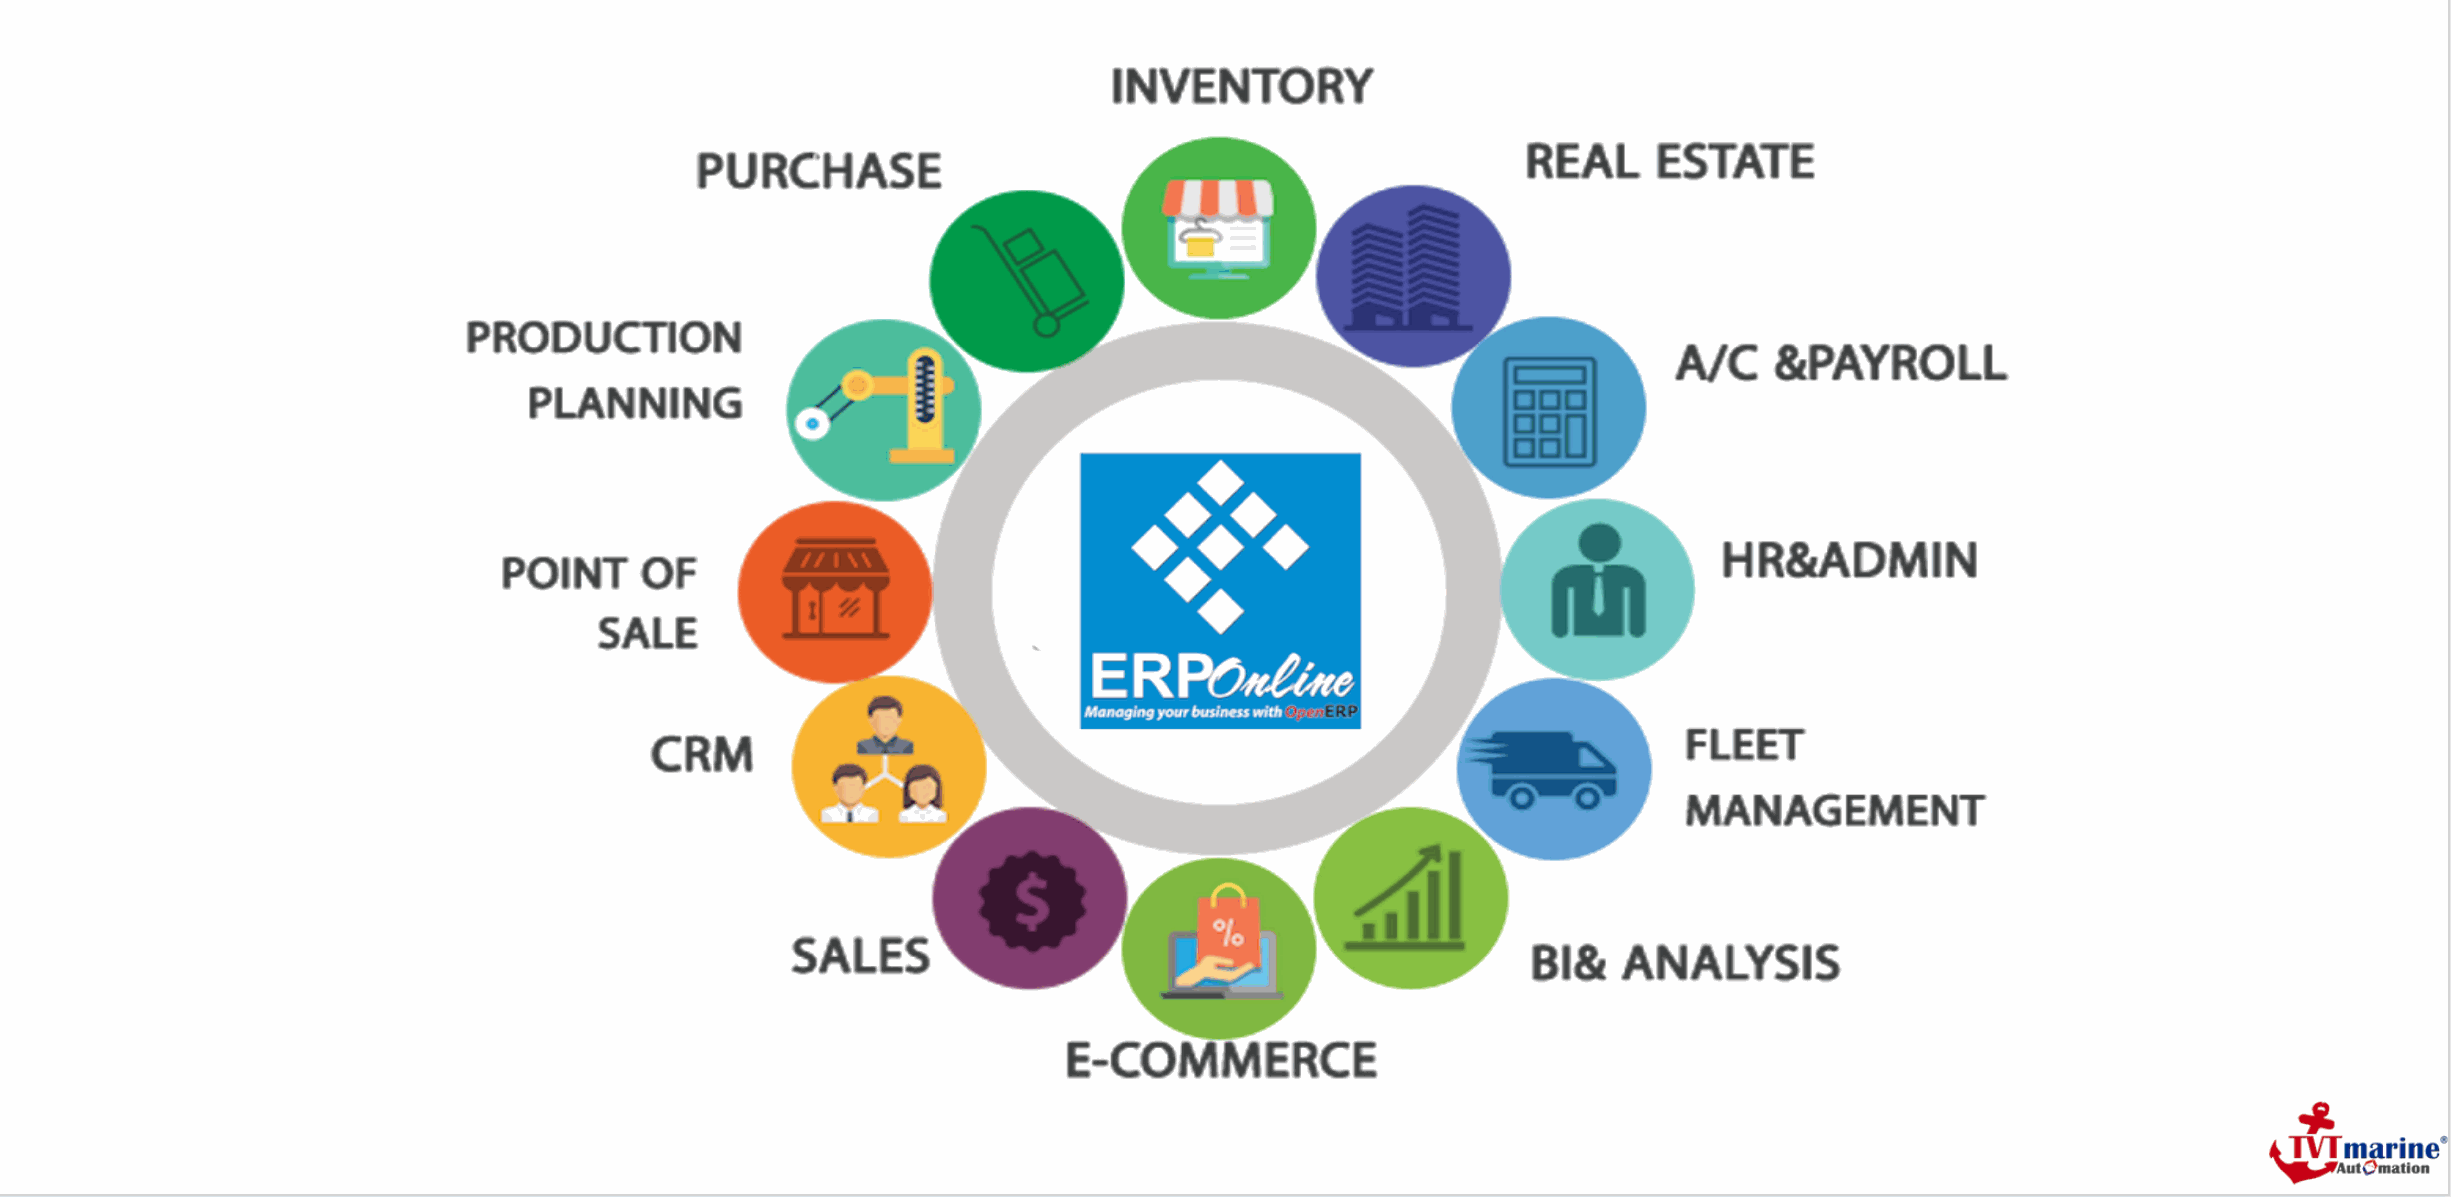 INVENTORY
PURCHASE
REAL ESTATE
PRODUCTION
PLANNING
A/C &PAYROLL
POINT OF
SALE
HR&ADMIN
ERPOnline
Managing your business with OpenERP
CRM
FLEET
MANAGEMENT
$
%
SALES
BI& ANALYSIS
E-COMMERCE
TVTmarine®
Automation